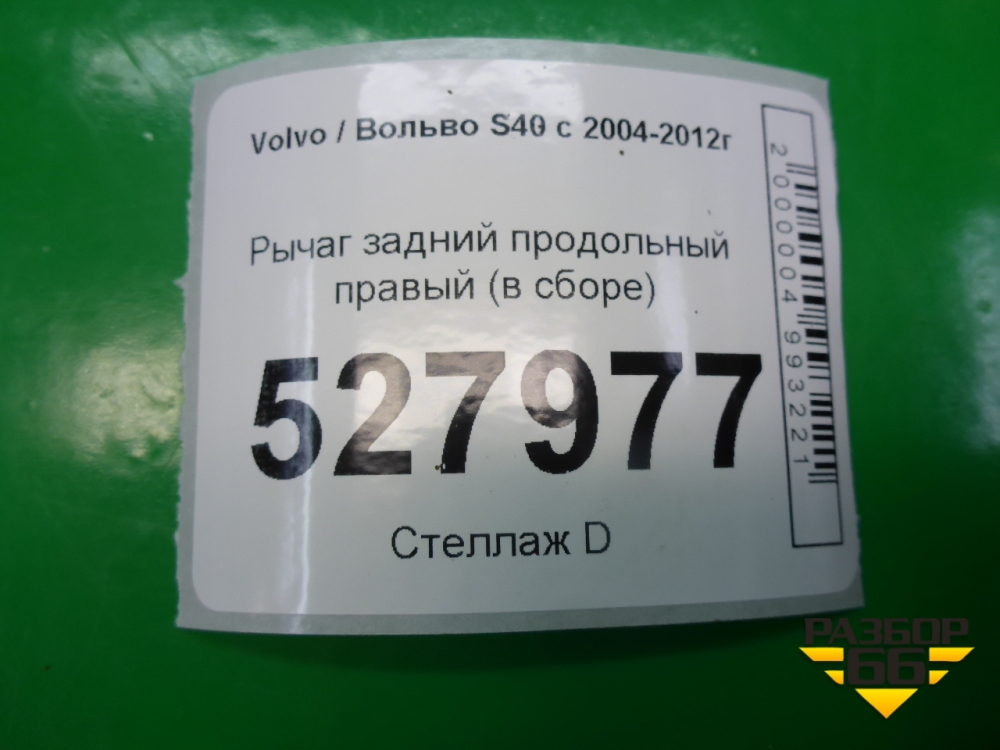 Volvo / Вольво S40 с 2004-2012г
Рычаг задний продольный
правый (в сборе)
527977
Стеллаж D
2000004993221
РАЗБОР
66